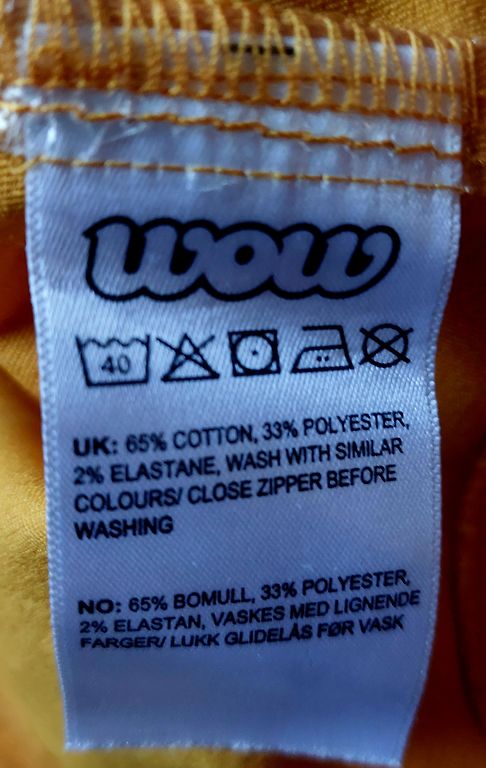 wow
40
UK: 65% COTTON, 33% POLYESTER,
2% ELASTANE, WASH WITH SIMILAR
COLOURS/ CLOSE ZIPPER BEFORE
WASHING
NO: 65% BOMULL, 33% POLYESTER,
2% ELASTAN, VASKES MED LIGNENDE
FARGER/ LUKK GLIDELÅS FØR VASK